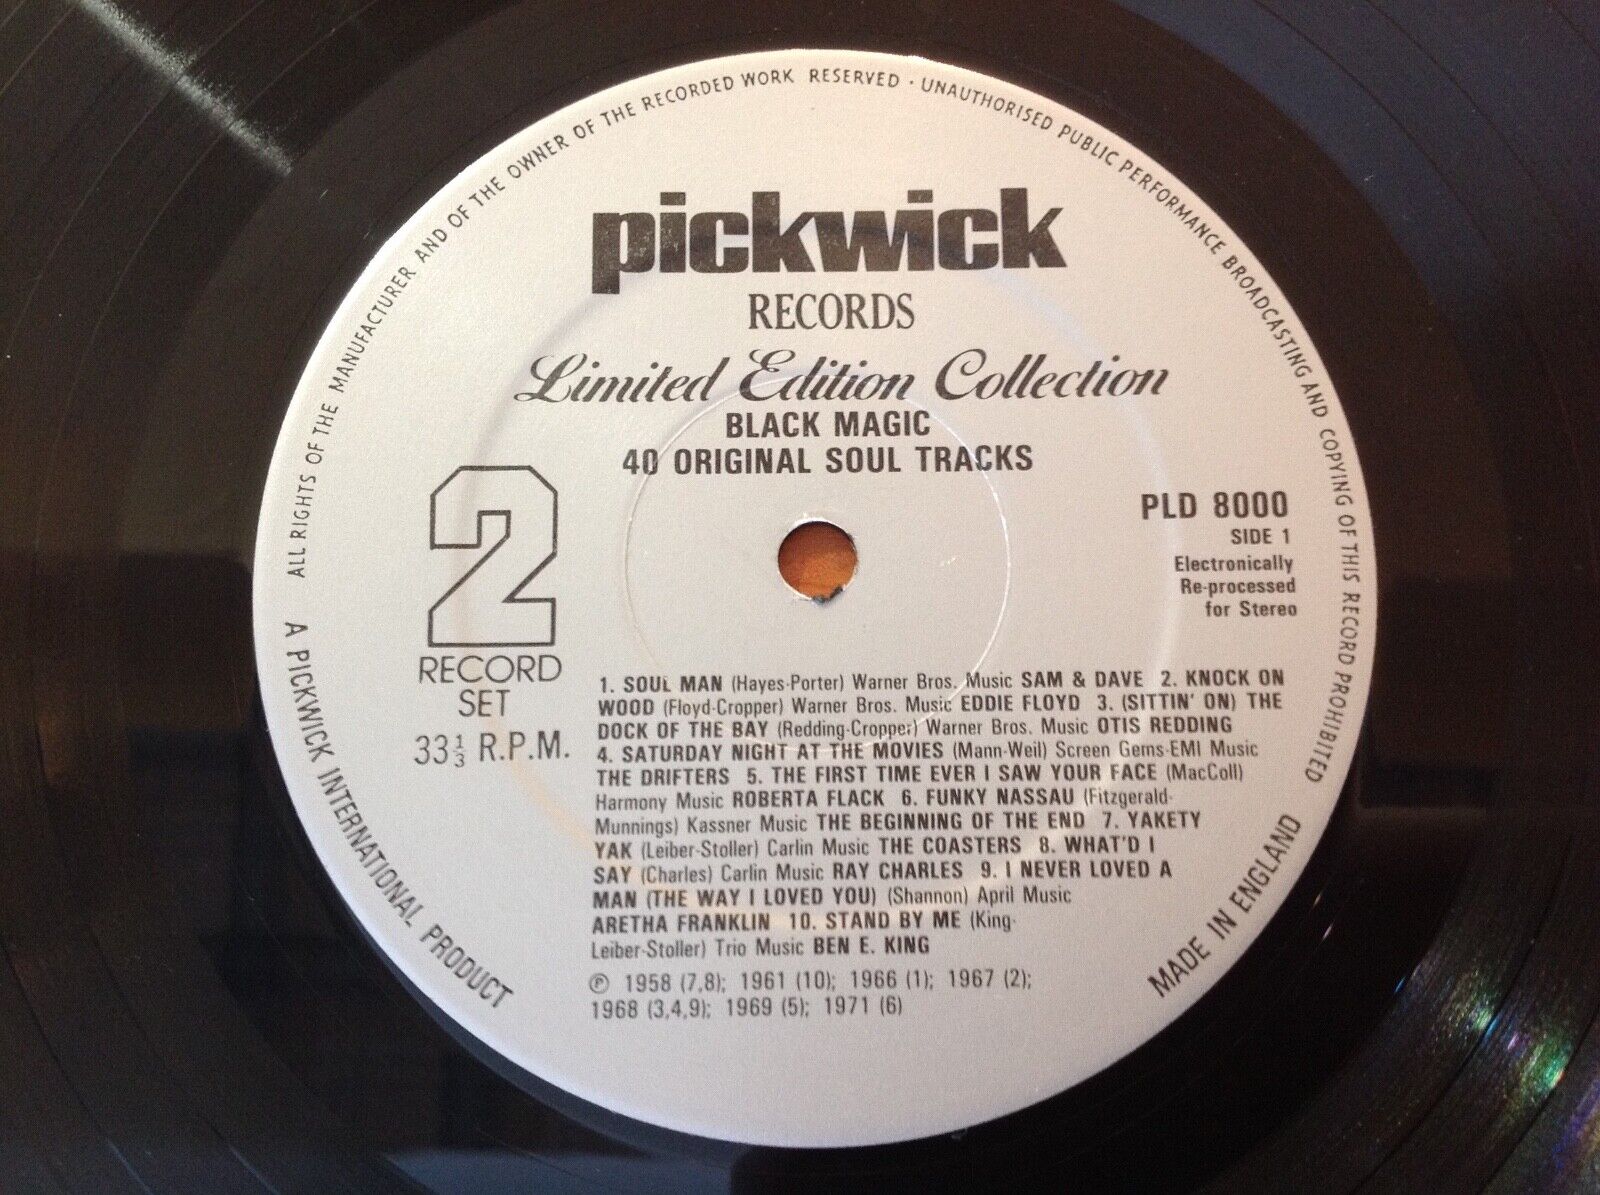 ALL RIGHTS OF THE MANUFACTURER AND OF THE OWNER OF THE RECORDED WORK RESERVED · UNAUTHORISED PUBLIC PERFORMANCE BROADCASTING AND COPYING OF THIS RECORD PROHIBITED
pickwick
RECORDS
Limited Edition Collection
BLACK MAGIC
40 ORIGINAL SOUL TRACKS
2
RECORD
SET
33⅓ R.P.M.
PLD 8000
SIDE 1
Electronically
Re-processed
for Stereo
1. SOUL MAN (Hayes-Porter) Warner Bros. Music SAM & DAVE 2. KNOCK ON
WOOD (Floyd-Cropper) Warner Bros. Music EDDIE FLOYD 3. (SITTIN' ON) THE
DOCK OF THE BAY (Redding-Cropper) Warner Bros. Music OTIS REDDING
4. SATURDAY NIGHT AT THE MOVIES (Mann-Weil) Screen Gems-EMI Music
THE DRIFTERS 5. THE FIRST TIME EVER I SAW YOUR FACE (MacColl)
Harmony Music ROBERTA FLACK 6. FUNKY NASSAU (Fitzgerald-
Munnings) Kassner Music THE BEGINNING OF THE END 7. YAKETY
YAK (Leiber-Stoller) Carlin Music THE COASTERS 8. WHAT'D I
SAY (Charles) Carlin Music RAY CHARLES 9. I NEVER LOVED A
MAN (THE WAY I LOVED YOU) (Shannon) April Music
ARETHA FRANKLIN 10. STAND BY ME (King-
Leiber-Stoller) Trio Music BEN E. KING
℗ 1958 (7,8); 1961 (10); 1966 (1); 1967 (2);
1968 (3,4,9); 1969 (5); 1971 (6)
A PICKWICK INTERNATIONAL PRODUCT
MADE IN ENGLAND